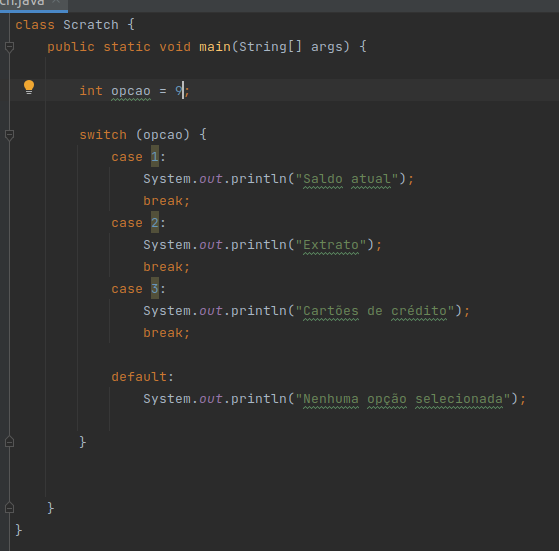 ch.java
class Scratch {
public static void main(String[] args) {
int opcao = 9;
switch (opcao) {
case 1:
System.out.println("Saldo atual");
break;
case 2:
System.out.println("Extrato");
break;
case 3:
System.out.println("Cartões de crédito");
break;
default:
System.out.println("Nenhuma opção selecionada");
}
}
}